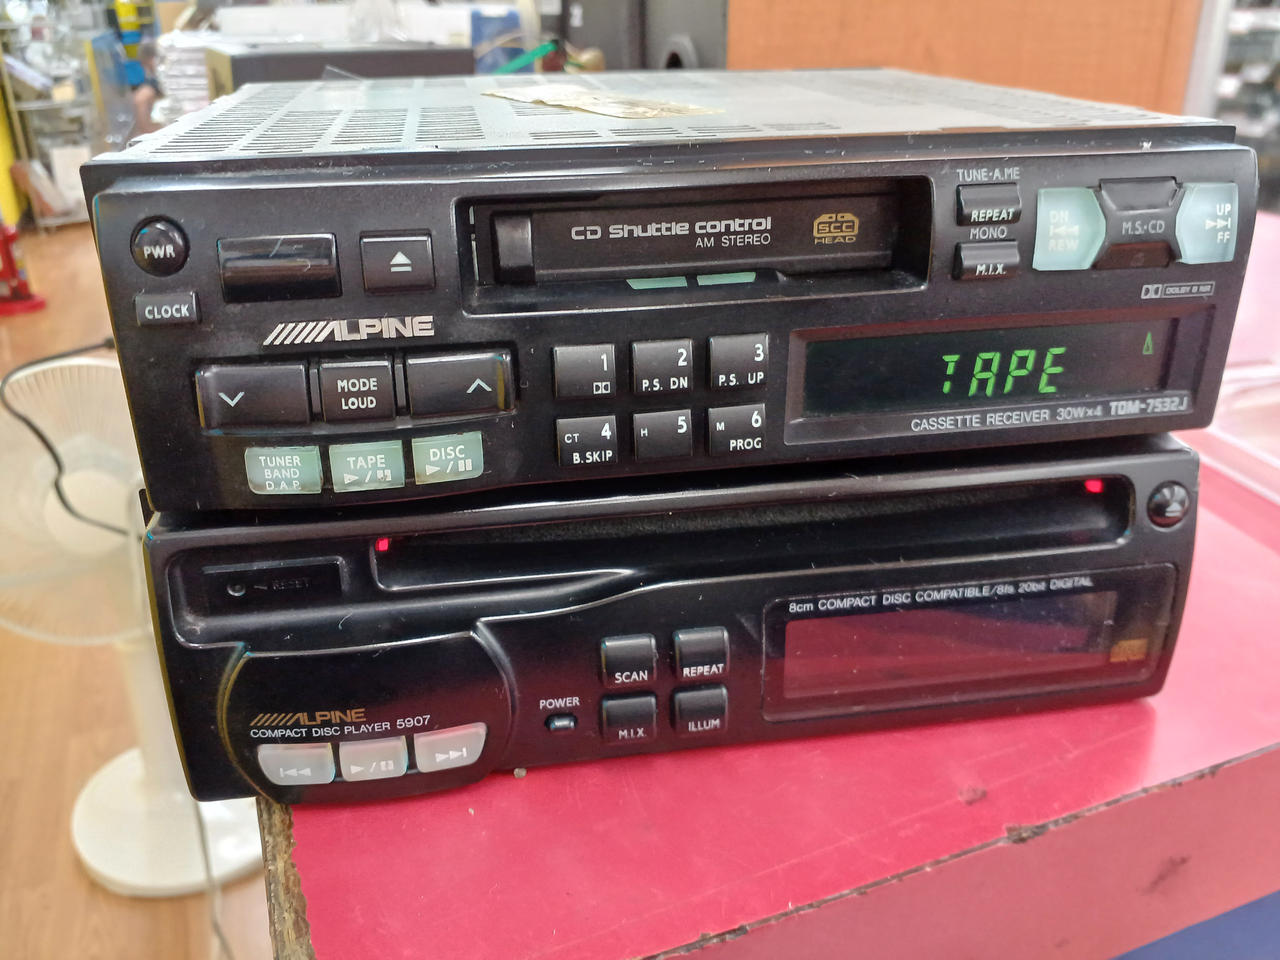 TUNE·A.ME
PWR
CD Shuttle control
AM STEREO
SCC
HEAD
REPEAT
MONO
M.I.X.
DN
REW
M.S.·CD
UP
FF
CLOCK
ALPINE
DOLBY B NR
MODE
LOUD
1
2
P.S. DN
3
P.S. UP
TAPE
CT 4
B.SKIP
H 5
M 6
PROG
CASSETTE RECEIVER 30W×4 TDM-7532J
TUNER
BAND
D.A.P.
TAPE
DISC
RESET
8cm COMPACT DISC COMPATIBLE/8fs 20bit DIGITAL
SCAN
REPEAT
ALPINE
COMPACT DISC PLAYER 5907
POWER
M.I.X.
ILLUM